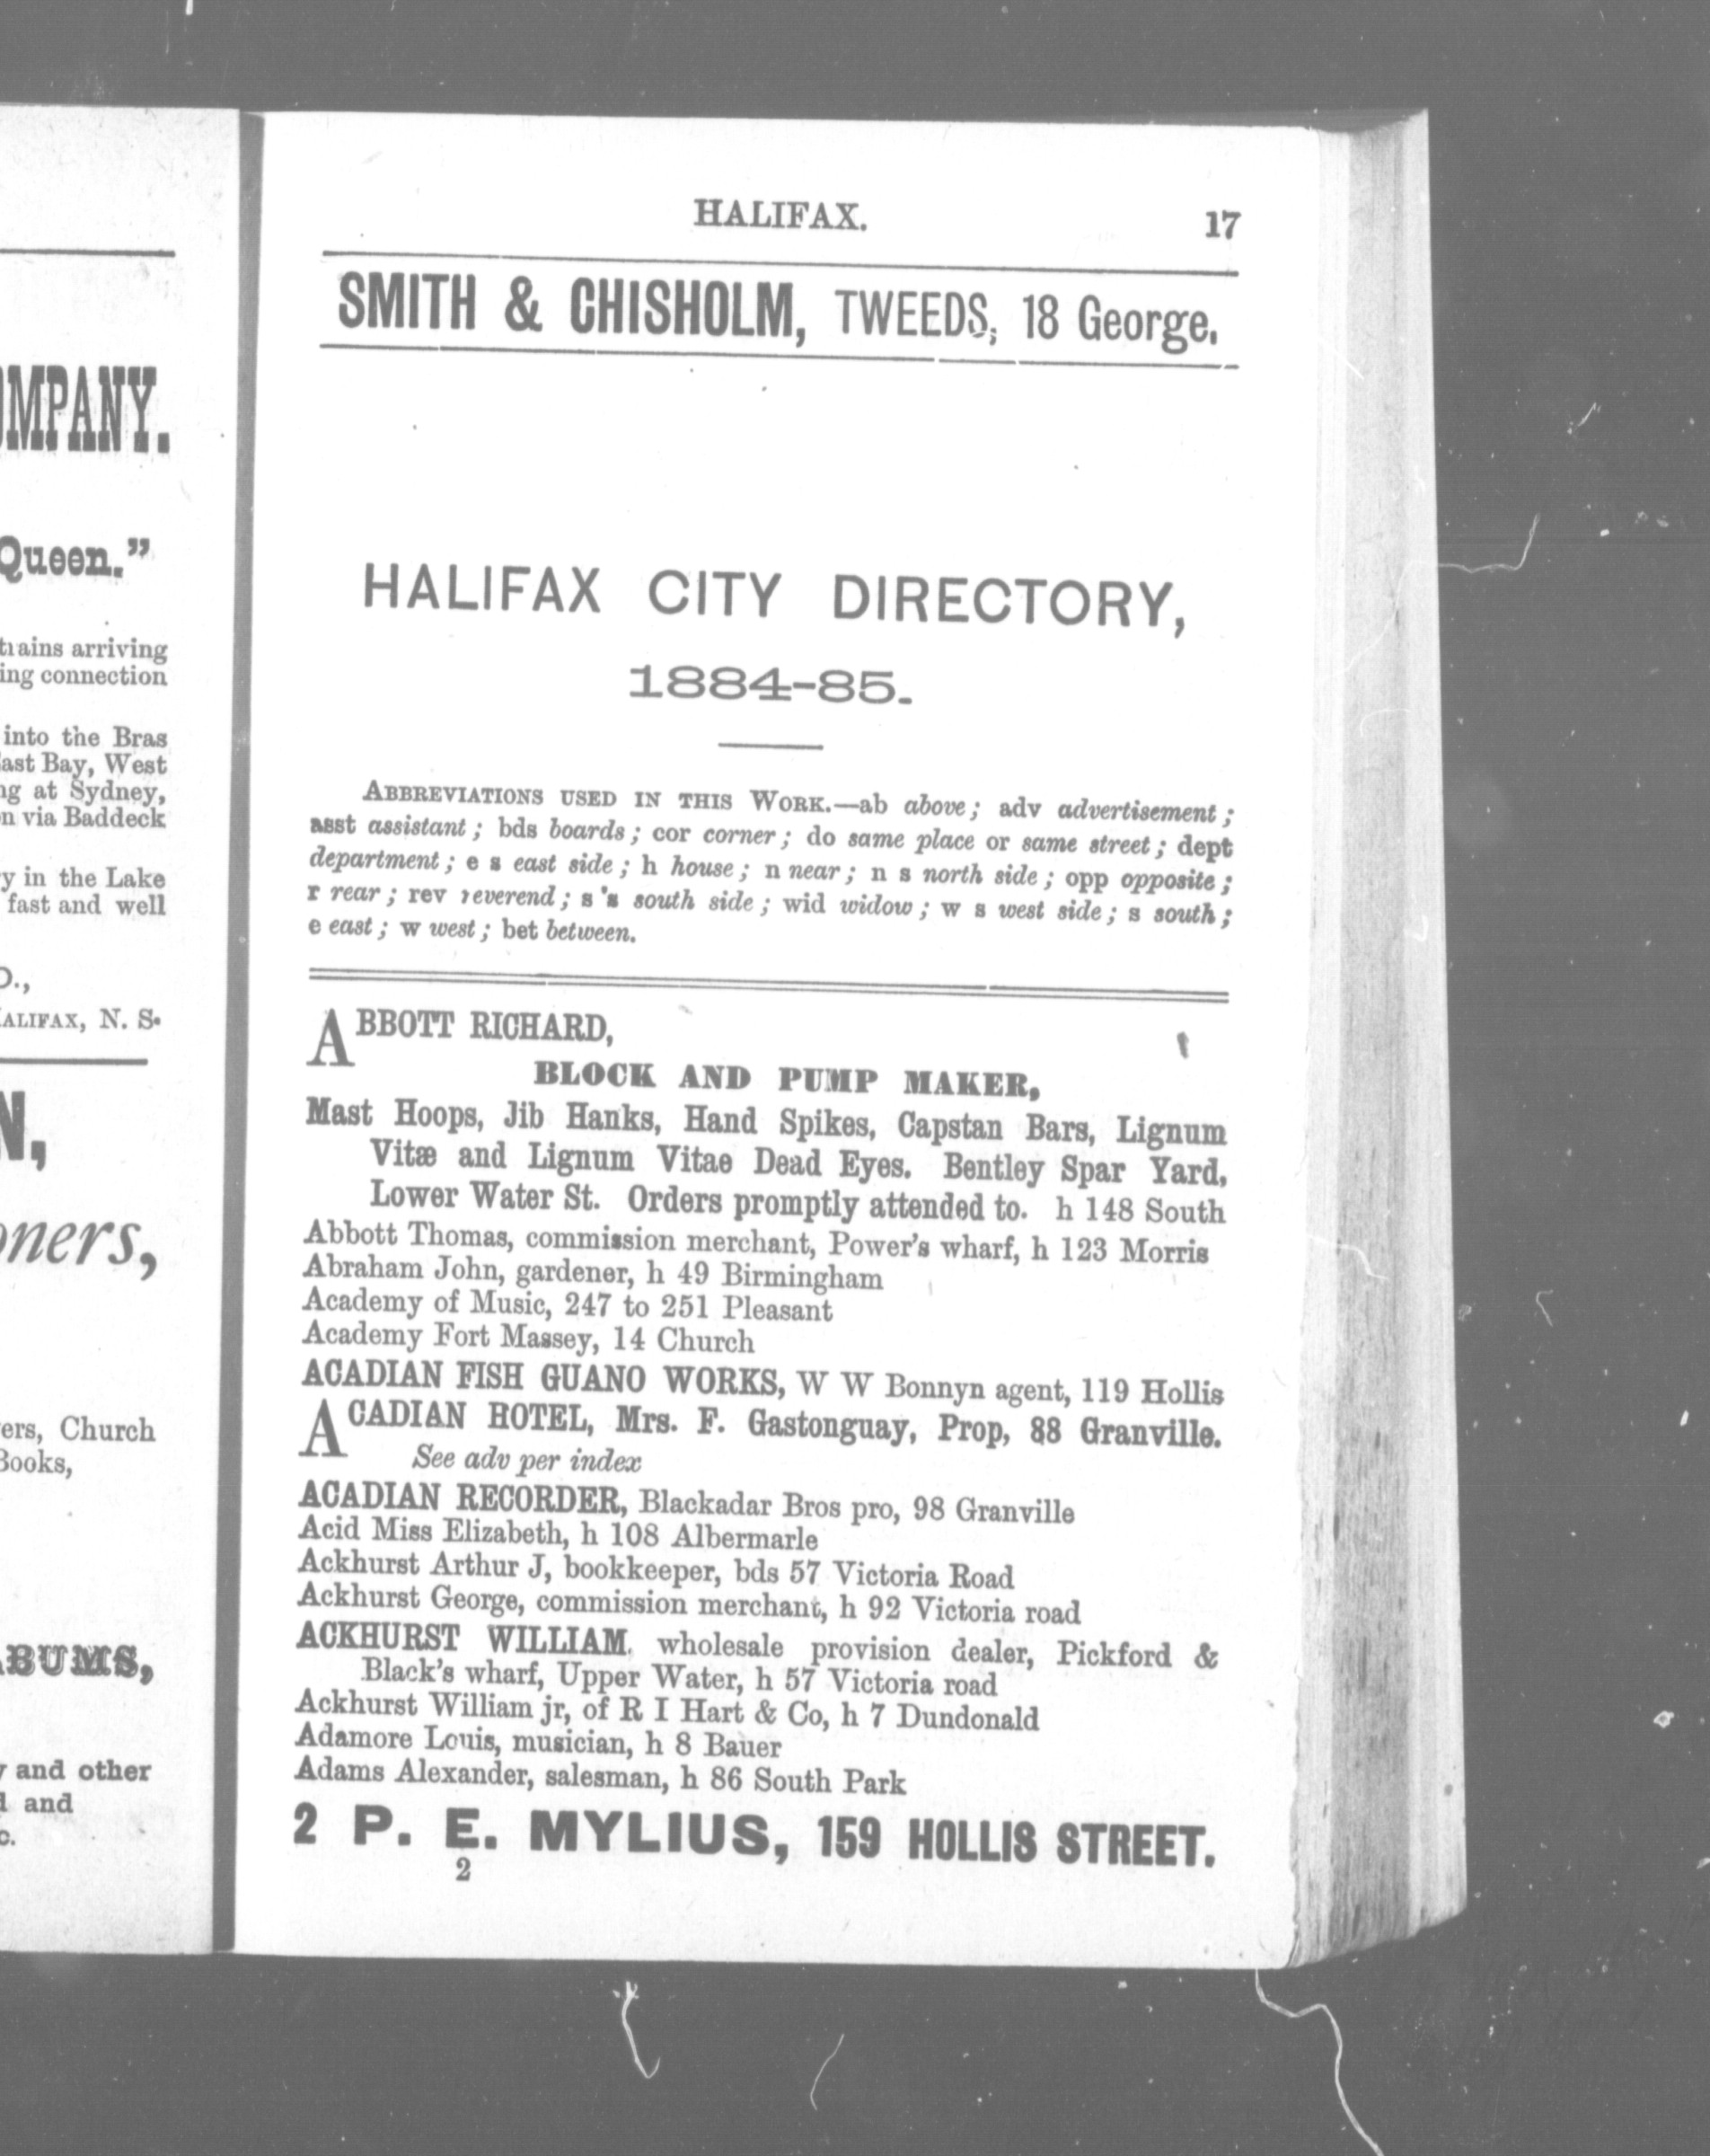 OMPANY.
Queen."
trains arriving
ing connection
into the Bras
East Bay, West
ng at Sydney,
n via Baddeck
y in the Lake
fast and well
O.,
HALIFAX, N. S.
N,
oners,
ers, Church
Books,
ABUMS,
y and other
d and
c.
HALIFAX. 17
SMITH & CHISHOLM, TWEEDS, 18 George.
HALIFAX CITY DIRECTORY,
1884-85.
ABBREVIATIONS USED IN THIS WORK.—ab above; adv advertisement;
asst assistant; bds boards; cor corner; do same place or same street; dept
department; e s east side; h house; n near; n s north side; opp opposite;
r rear; rev reverend; s s south side; wid widow; w s west side; s south;
e east; w west; bet between.
ABBOTT RICHARD,
BLOCK AND PUMP MAKER,
Mast Hoops, Jib Hanks, Hand Spikes, Capstan Bars, Lignum
Vitæ and Lignum Vitae Dead Eyes. Bentley Spar Yard,
Lower Water St. Orders promptly attended to. h 148 South
Abbott Thomas, commission merchant, Power's wharf, h 123 Morris
Abraham John, gardener, h 49 Birmingham
Academy of Music, 247 to 251 Pleasant
Academy Fort Massey, 14 Church
ACADIAN FISH GUANO WORKS, W W Bonnyn agent, 119 Hollis
ACADIAN HOTEL, Mrs. F. Gastonguay, Prop, 88 Granville.
See adv per index
ACADIAN RECORDER, Blackadar Bros pro, 98 Granville
Acid Miss Elizabeth, h 108 Albermarle
Ackhurst Arthur J, bookkeeper, bds 57 Victoria Road
Ackhurst George, commission merchant, h 92 Victoria road
ACKHURST WILLIAM. wholesale provision dealer, Pickford &
Black's wharf, Upper Water, h 57 Victoria road
Ackhurst William jr, of R I Hart & Co, h 7 Dundonald
Adamore Louis, musician, h 8 Bauer
Adams Alexander, salesman, h 86 South Park
2 P. E. MYLIUS, 159 HOLLIS STREET.
2